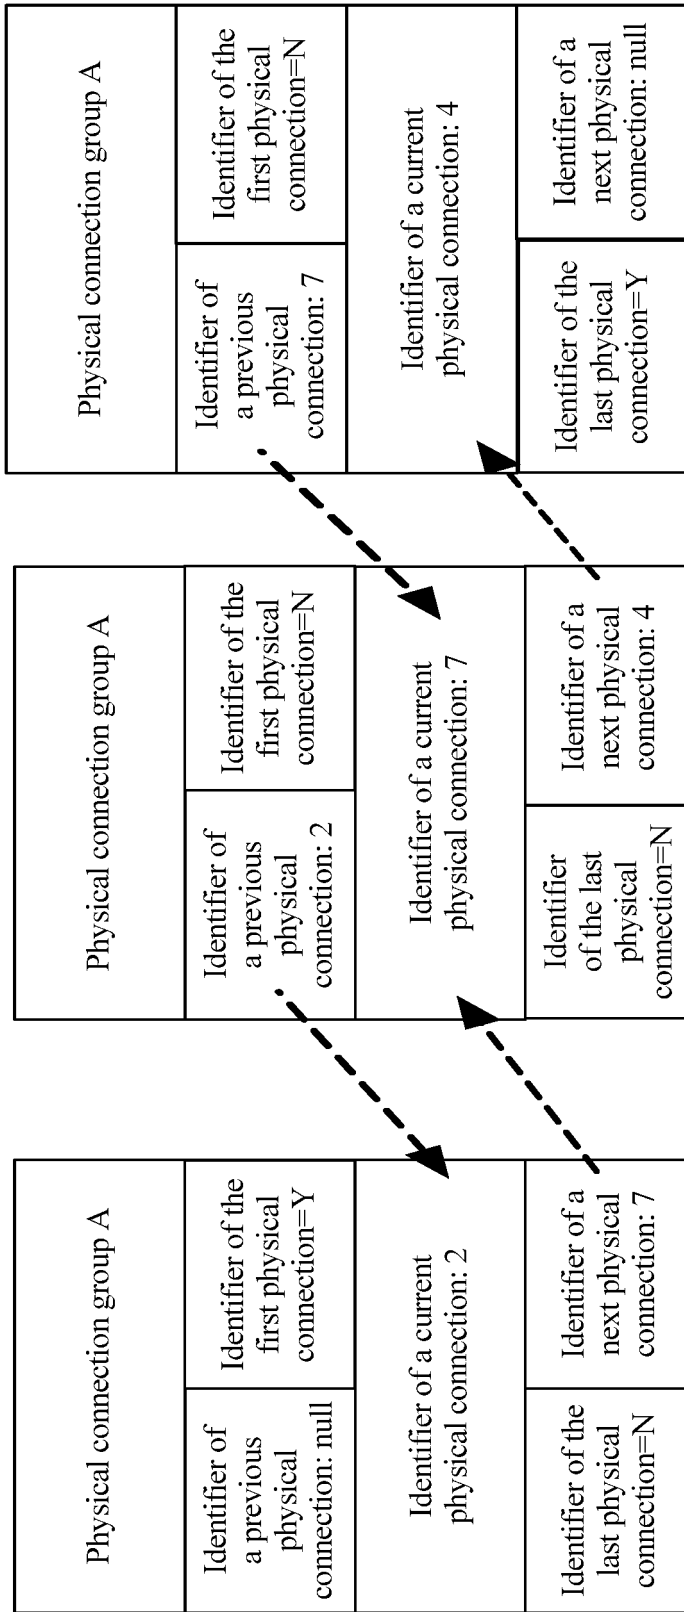 Physical connection group A
Identifier of
a previous
physical
connection: null
Identifier of the
first physical
connection=Y
Identifier of a current
physical connection: 2
Identifier of the
last physical
connection=N
Identifier of a
next physical
connection: 7
Physical connection group A
Identifier of
a previous
physical
connection: 2
Identifier of the
first physical
connection=N
Identifier of a current
physical connection: 7
Identifier
of the last
physical
connection=N
Identifier of a
next physical
connection: 4
Physical connection group A
Identifier of
a previous
physical
connection: 7
Identifier of the
first physical
connection=N
Identifier of a current
physical connection: 4
Identifier of the
last physical
connection=Y
Identifier of a
next physical
connection: null